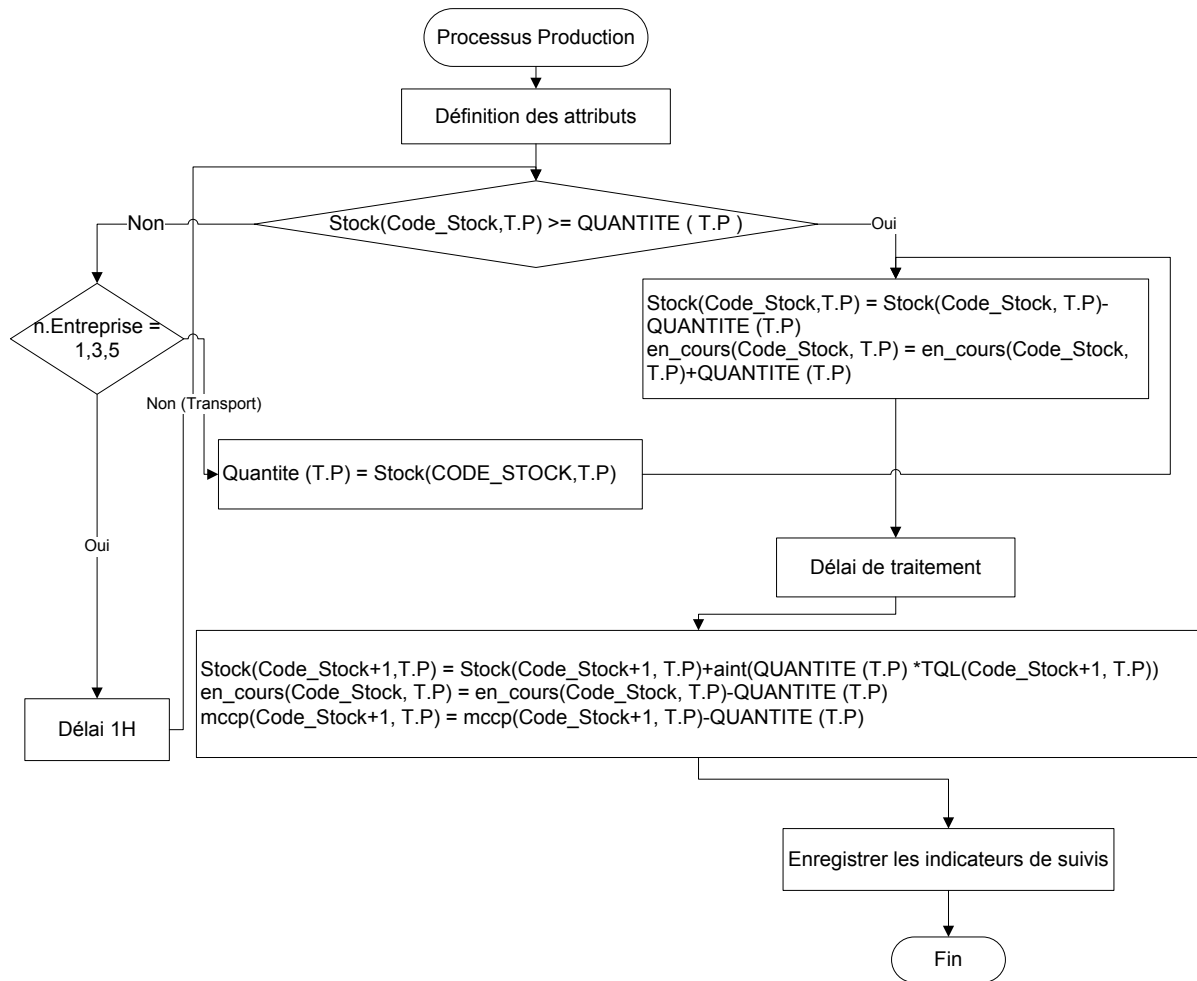 Processus Production
Définition des attributs
Stock(Code_Stock,T.P) >= QUANTITE ( T.P )
Non
Oui
n.Entreprise =
1,3,5
Stock(Code_Stock,T.P) = Stock(Code_Stock, T.P)-
QUANTITE (T.P)
en_cours(Code_Stock, T.P) = en_cours(Code_Stock,
T.P)+QUANTITE (T.P)
Non (Transport)
Quantite (T.P) = Stock(CODE_STOCK,T.P)
Oui
Délai de traitement
Stock(Code_Stock+1,T.P) = Stock(Code_Stock+1, T.P)+aint(QUANTITE (T.P) *TQL(Code_Stock+1, T.P))
en_cours(Code_Stock, T.P) = en_cours(Code_Stock, T.P)-QUANTITE (T.P)
mccp(Code_Stock+1, T.P) = mccp(Code_Stock+1, T.P)-QUANTITE (T.P)
Délai 1H
Enregistrer les indicateurs de suivis
Fin